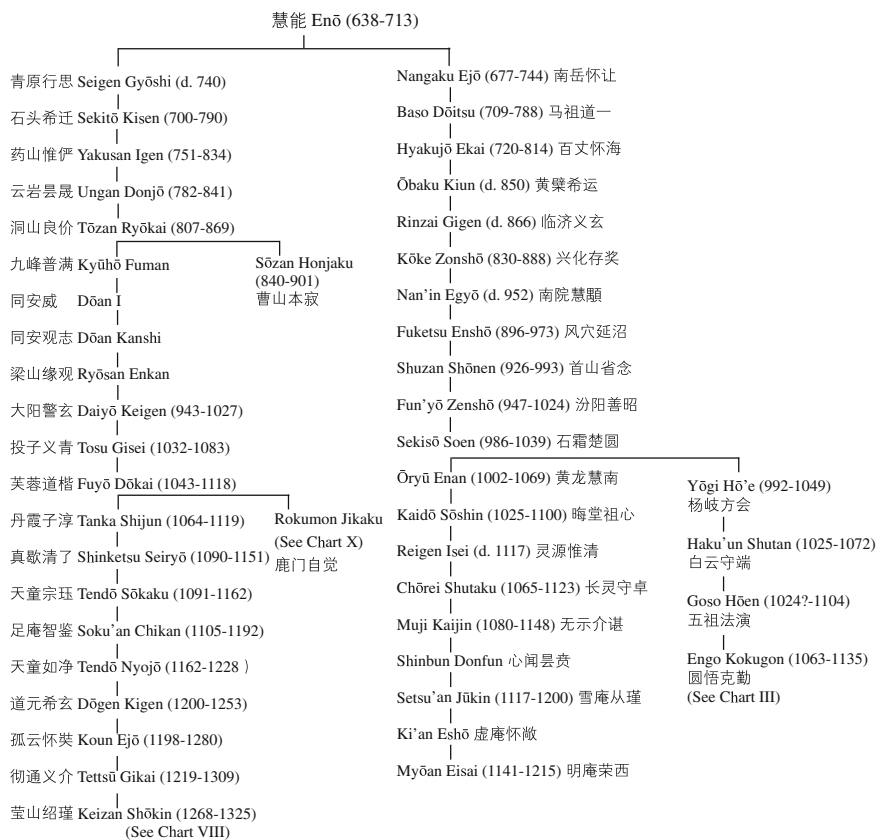 慧能 Enō (638-713)
青原行思 Seigen Gyōshi (d. 740)
石头希迁 Sekitō Kisen (700-790)
药山惟俨 Yakusan Igen (751-834)
云岩昙晟 Ungan Donjō (782-841)
洞山良价 Tōzan Ryōkai (807-869)
九峰普满 Kyūhō Fuman
同安威 Dōan I
同安观志 Dōan Kanshi
梁山缘观 Ryōsan Enkan
大阳警玄 Daiyō Keigen (943-1027)
投子义青 Tosu Gisei (1032-1083)
芙蓉道楷 Fuyō Dōkai (1043-1118)
丹霞子淳 Tanka Shijun (1064-1119)
真歇清了 Shinketsu Seiryō (1090-1151)
天童宗珏 Tendō Sōkaku (1091-1162)
足庵智鉴 Soku'an Chikan (1105-1192)
天童如净 Tendō Nyojō (1162-1228 )
道元希玄 Dōgen Kigen (1200-1253)
孤云怀奘 Koun Ejō (1198-1280)
彻通义介 Tettsū Gikai (1219-1309)
莹山绍瑾 Keizan Shōkin (1268-1325)
(See Chart VIII)
Sōzan Honjaku
(840-901)
曹山本寂
Rokumon Jikaku
(See Chart X)
鹿门自觉
Nangaku Ejō (677-744) 南岳怀让
Baso Dōitsu (709-788) 马祖道一
Hyakujō Ekai (720-814) 百丈怀海
Ōbaku Kiun (d. 850) 黄檗希运
Rinzai Gigen (d. 866) 临济义玄
Kōke Zonshō (830-888) 兴化存奖
Nan'in Egyō (d. 952) 南院慧顒
Fuketsu Enshō (896-973) 风穴延沼
Shuzan Shōnen (926-993) 首山省念
Fun'yō Zenshō (947-1024) 汾阳善昭
Sekisō Soen (986-1039) 石霜楚圆
Ōryū Enan (1002-1069) 黄龙慧南
Kaidō Sōshin (1025-1100) 晦堂祖心
Reigen Isei (d. 1117) 灵源惟清
Chōrei Shutaku (1065-1123) 长灵守卓
Muji Kaijin (1080-1148) 无示介谌
Shinbun Donfun 心闻昙贲
Setsu'an Jūkin (1117-1200) 雪庵从瑾
Ki'an Eshō 虚庵怀敞
Myōan Eisai (1141-1215) 明庵荣西
Yōgi Hō'e (992-1049)
杨岐方会
Haku'un Shutan (1025-1072)
白云守端
Goso Hōen (1024?-1104)
五祖法演
Engo Kokugon (1063-1135)
圆悟克勤
(See Chart III)